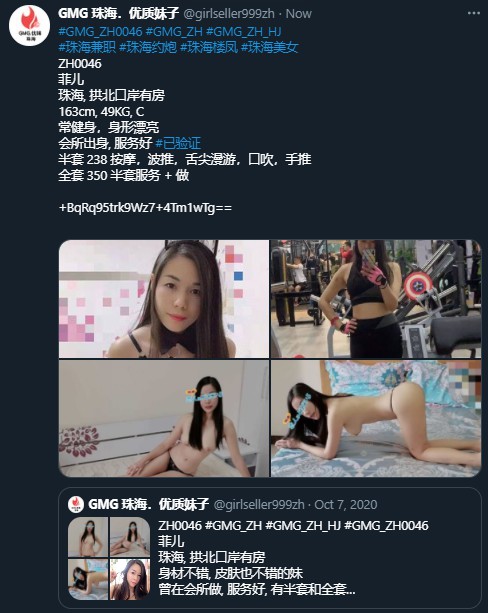 GMG 珠海．优质妹子 @girlseller999zh · Now
#GMG_ZH0046 #GMG_ZH #GMG_ZH_HJ
#珠海兼职 #珠海约炮 #珠海楼凤 #珠海美女
ZH0046
菲儿
珠海, 拱北口岸有房
163cm, 49KG, C
常健身，身形漂亮
会所出身, 服务好 #已验证
半套 238 按摩，波推，舌尖漫游，口吹，手推
全套 350 半套服务 + 做
+BqRq95trk9Wz7+4Tm1wTg==
GMG 珠海．优质妹子 @girlseller999zh · Oct 7, 2020
ZH0046 #GMG_ZH #GMG_ZH_HJ #GMG_ZH0046
菲儿
珠海, 拱北口岸有房
身材不错, 皮肤也不错的妹
曾在会所做, 服务好, 有半套和全套...